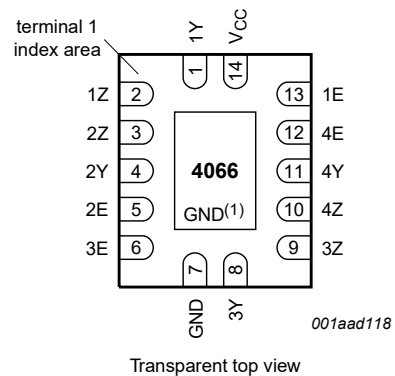 terminal 1
index area
1Y
VCC
1
14
1Z 2
13 1E
2Z 3
12 4E
2Y 4
4066
11 4Y
2E 5
GND(1)
10 4Z
3E 6
9 3Z
7
8
GND
3Y
001aad118
Transparent top view